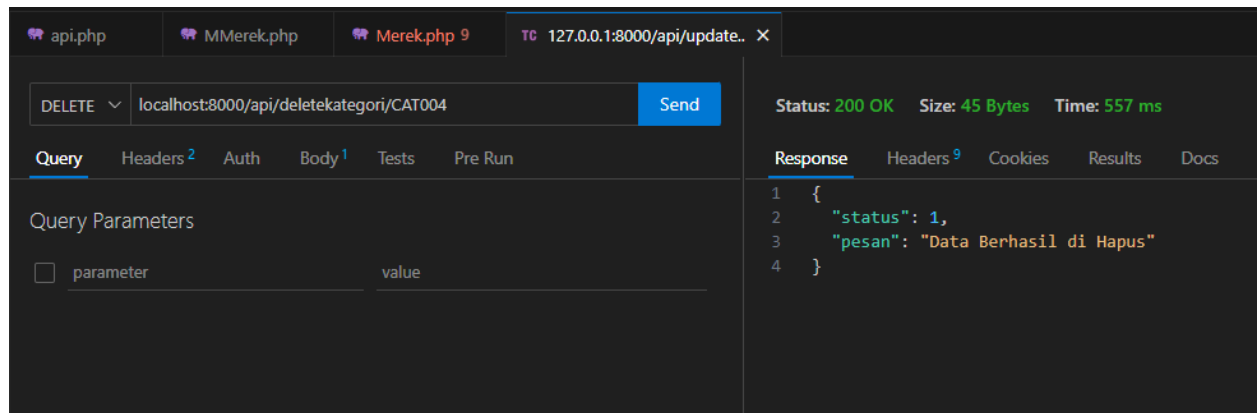 api.php MMerek.php Merek.php 9 TC 127.0.0.1:8000/api/update..
DELETE localhost:8000/api/deletekategori/CAT004 Send
Query Headers 2 Auth Body 1 Tests Pre Run
Query Parameters
parameter value
Status: 200 OK Size: 45 Bytes Time: 557 ms
Response Headers 9 Cookies Results Docs
1 {
2 "status": 1,
3 "pesan": "Data Berhasil di Hapus"
4 }